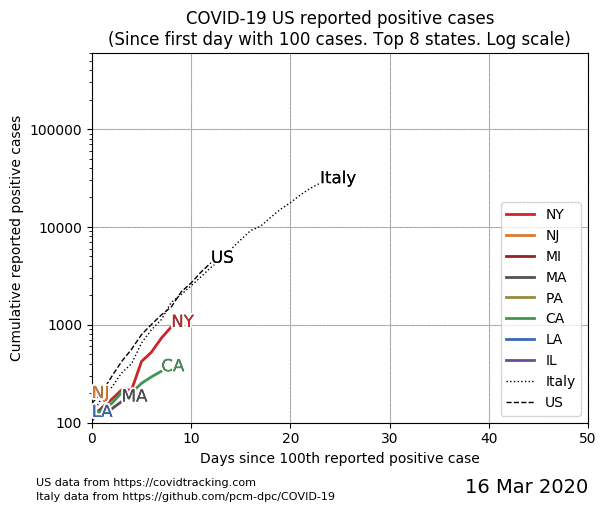 COVID-19 US reported positive cases
(Since first day with 100 cases. Top 8 states. Log scale)
Cumulative reported positive cases
100000
10000
1000
100
Italy
US
NY
CA
NJ
MA
LA
NY
NJ
MI
MA
PA
CA
LA
IL
Italy
US
0
10
20
30
40
50
Days since 100th reported positive case
US data from https://covidtracking.com
Italy data from https://github.com/pcm-dpc/COVID-19
16 Mar 2020